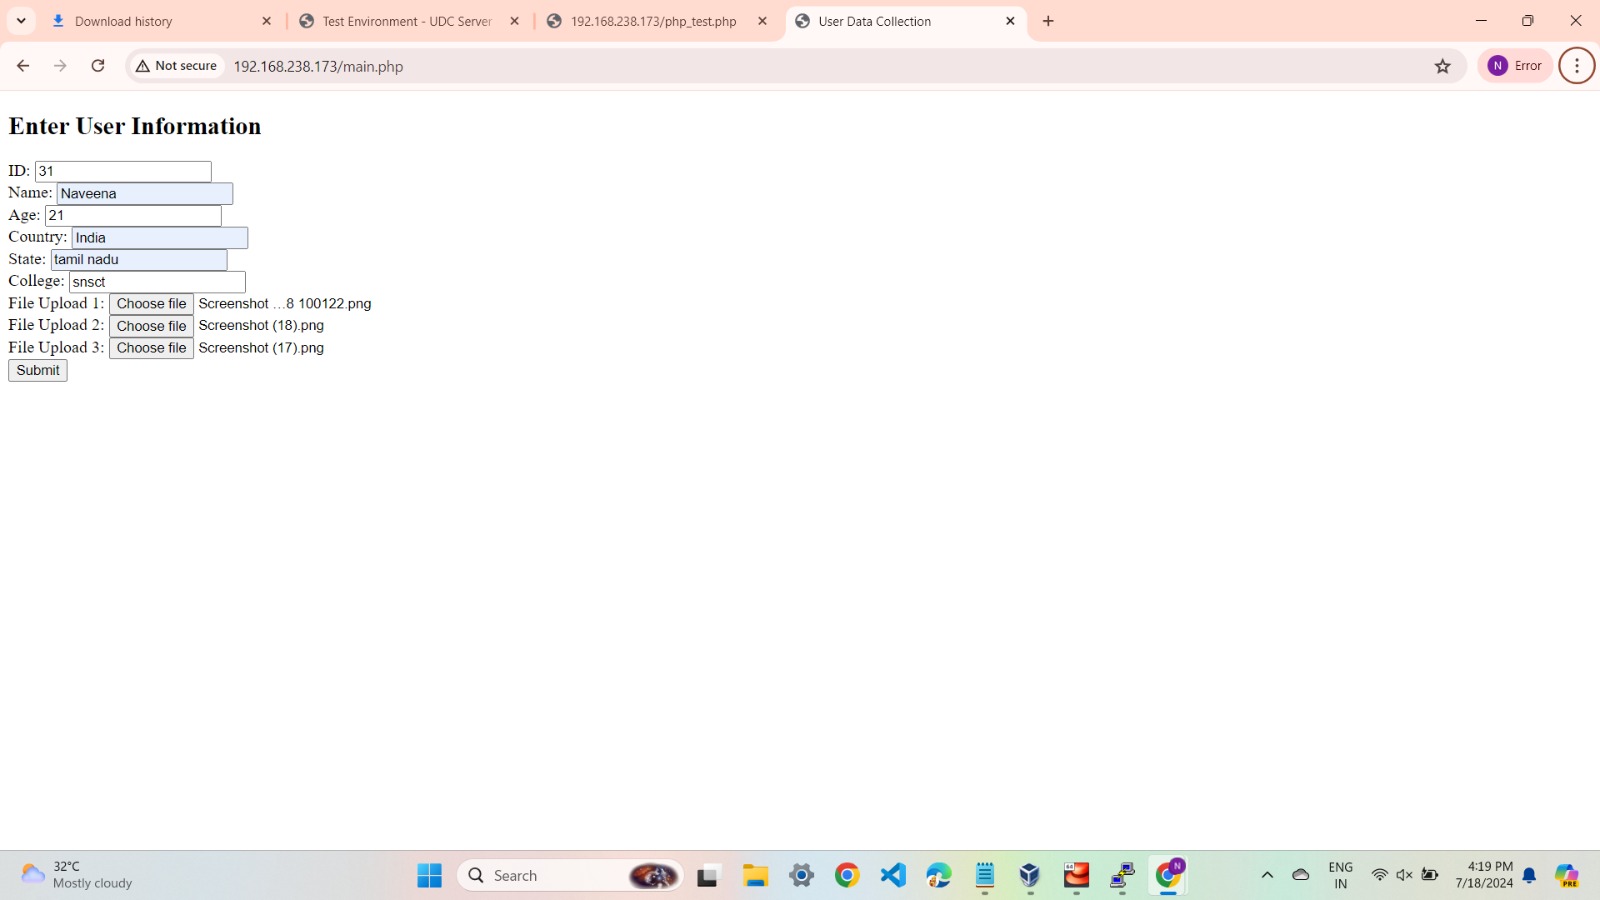 Download history
Test Environment - UDC Server
192.168.238.173/php_test.php
User Data Collection
Not secure
192.168.238.173/main.php
N
Error
Enter User Information
ID: 31
Name: Naveena
Age: 21
Country: India
State: tamil nadu
College: snsct
File Upload 1: Choose file Screenshot ...8 100122.png
File Upload 2: Choose file Screenshot (18).png
File Upload 3: Choose file Screenshot (17).png
Submit
32°C
Mostly cloudy
Search
64
N
ENG
IN
4:19 PM
7/18/2024
PRE